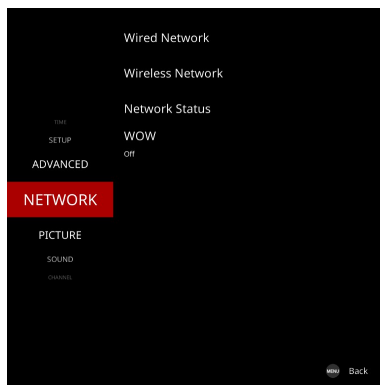 Wired Network
Wireless Network
Network Status
WOW
Off
TIME
SETUP
ADVANCED
NETWORK
PICTURE
SOUND
CHANNEL
MENU Back